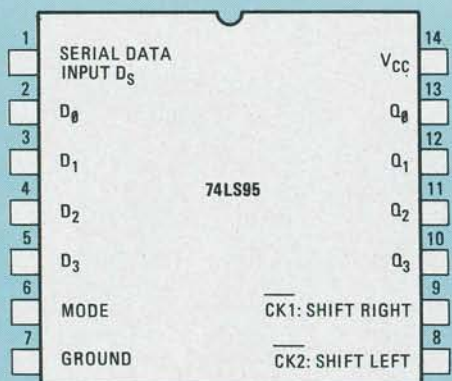 1
SERIAL DATA
INPUT DS
2
D0
3
D1
4
D2
5
D3
6
MODE
7
GROUND
74LS95
14
VCC
13
Q0
12
Q1
11
Q2
10
Q3
9
CK1: SHIFT RIGHT
8
CK2: SHIFT LEFT